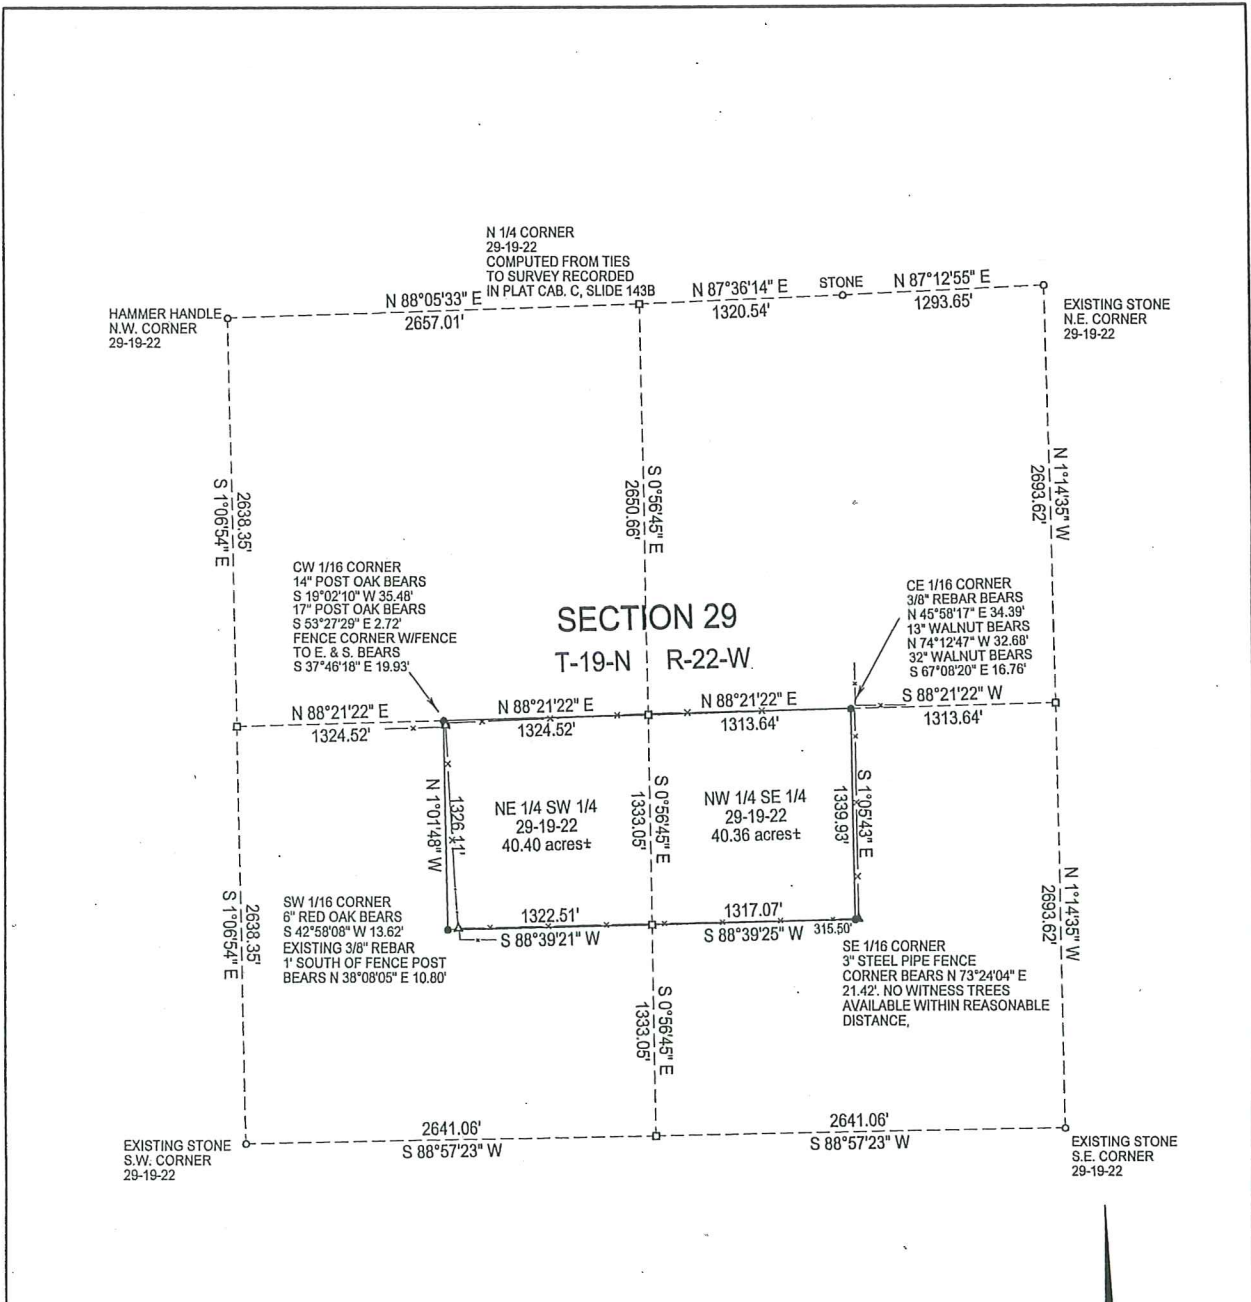 N 1/4 CORNER
29-19-22
COMPUTED FROM TIES
TO SURVEY RECORDED
IN PLAT CAB. C, SLIDE 143B
N 88°05'33" E
2657.01'
N 87°36'14" E
1320.54'
STONE
N 87°12'55" E
1293.65'
HAMMER HANDLE
N.W. CORNER
29-19-22
EXISTING STONE
N.E. CORNER
29-19-22
2638.35'
S 1°06'54" E
S 0°56'45" E
2650.66'
N 1°14'35" W
2693.62'
CW 1/16 CORNER
14" POST OAK BEARS
S 19°02'10" W 35.48'
17" POST OAK BEARS
S 53°27'29" E 2.72'
FENCE CORNER W/FENCE
TO E. & S. BEARS
S 37°46'18" E 19.93'
SECTION 29
T-19-N R-22-W
CE 1/16 CORNER
3/8" REBAR BEARS
N 45°58'17" E 34.39'
13" WALNUT BEARS
N 74°12'47" W 32.68'
32" WALNUT BEARS
S 67°08'20" E 16.76'
N 88°21'22" E
1324.52'
N 88°21'22" E
1324.52'
N 88°21'22" E
1313.64'
S 88°21'22" W
1313.64'
1326.11'
N 1°01'48" W
NE 1/4 SW 1/4
29-19-22
40.40 acres±
S 0°56'45" E
1333.05'
NW 1/4 SE 1/4
29-19-22
40.36 acres±
S 1°05'43" E
1339.93'
2638.35'
S 1°06'54" E
N 1°14'35" W
2693.62'
SW 1/16 CORNER
6" RED OAK BEARS
S 42°58'08" W 13.62'
EXISTING 3/8" REBAR
1' SOUTH OF FENCE POST
BEARS N 38°08'05" E 10.80'
1322.51'
S 88°39'21" W
1317.07'
S 88°39'25" W
315.50'
SE 1/16 CORNER
3" STEEL PIPE FENCE
CORNER BEARS N 73°24'04" E
21.42'. NO WITNESS TREES
AVAILABLE WITHIN REASONABLE
DISTANCE,
S 0°56'45" E
1333.05'
2641.06'
S 88°57'23" W
2641.06'
S 88°57'23" W
EXISTING STONE
S.W. CORNER
29-19-22
EXISTING STONE
S.E. CORNER
29-19-22